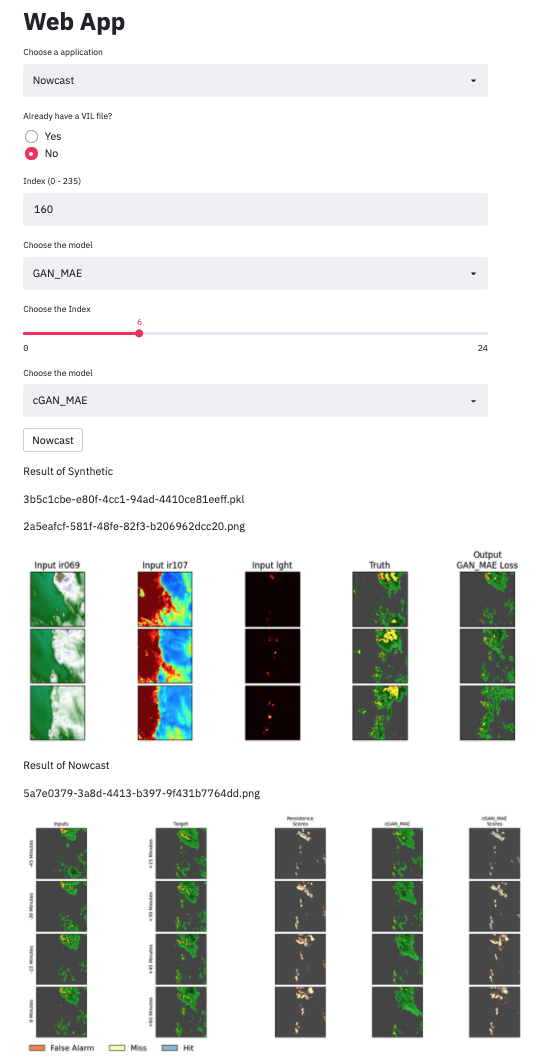 Web App
Choose a application
Nowcast
Already have a VIL file?
Yes
No
Index (0 - 235)
160
Choose the model
GAN_MAE
Choose the Index
6
0 24
Choose the model
cGAN_MAE
Nowcast
Result of Synthetic
3b5c1cbe-e80f-4cc1-94ad-4410ce81eeff.pkl
2a5eafcf-581f-48fe-82f3-b206962dcc20.png
Input ir069 Input ir107 Input lght Truth Output GAN_MAE Loss
Result of Nowcast
5a7e0379-3a8d-4413-b397-9f431b7764dd.png
Inputs Target Persistence Scores cGAN_MAE cGAN_MAE Scores
-45 Minutes +15 Minutes
-30 Minutes +30 Minutes
-15 Minutes +45 Minutes
0 Minutes +60 Minutes
False Alarm Miss Hit